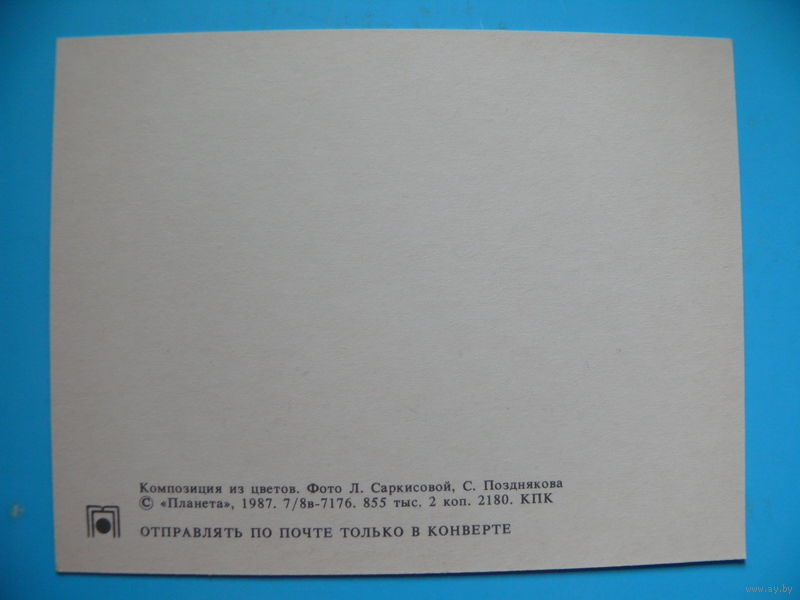 Композиция из цветов. Фото Л. Саркисовой, С. Позднякова
© «Планета», 1987. 7/8в-7176. 855 тыс. 2 коп. 2180. КПК
ОТПРАВЛЯТЬ ПО ПОЧТЕ ТОЛЬКО В КОНВЕРТЕ
www.ay.by